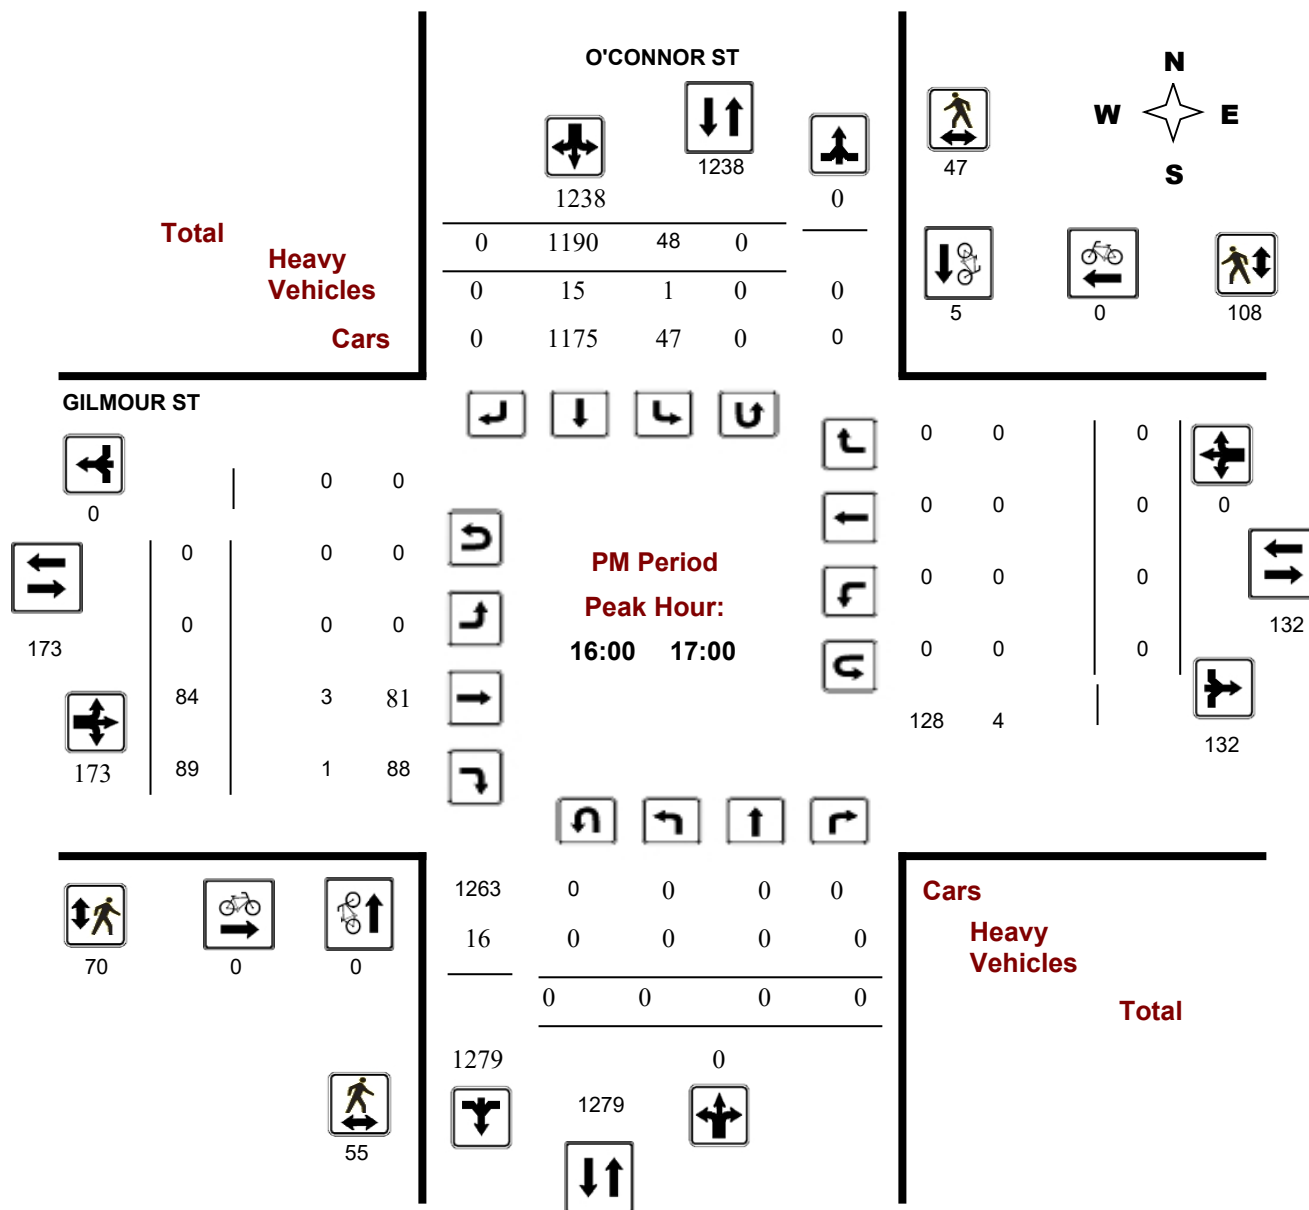 O'CONNOR ST
N
W E
S
1238
47
1238 0
Total
0 1190 48 0
Heavy
Vehicles
0 15 1 0 0
5 0 108
Cars
0 1175 47 0 0
GILMOUR ST
0 0 0
0 0
0
0 0 0 0
0 0 0
PM Period
0 0 0
Peak Hour:
0 0 0
132
173
16:00 17:00
0 0 0
84 3 81
128 4
132
173
89 1 88
1263 0 0 0 0
Cars
16 0 0 0 0
Heavy
Vehicles
70 0 0
0 0 0 0
Total
1279 0
1279
55